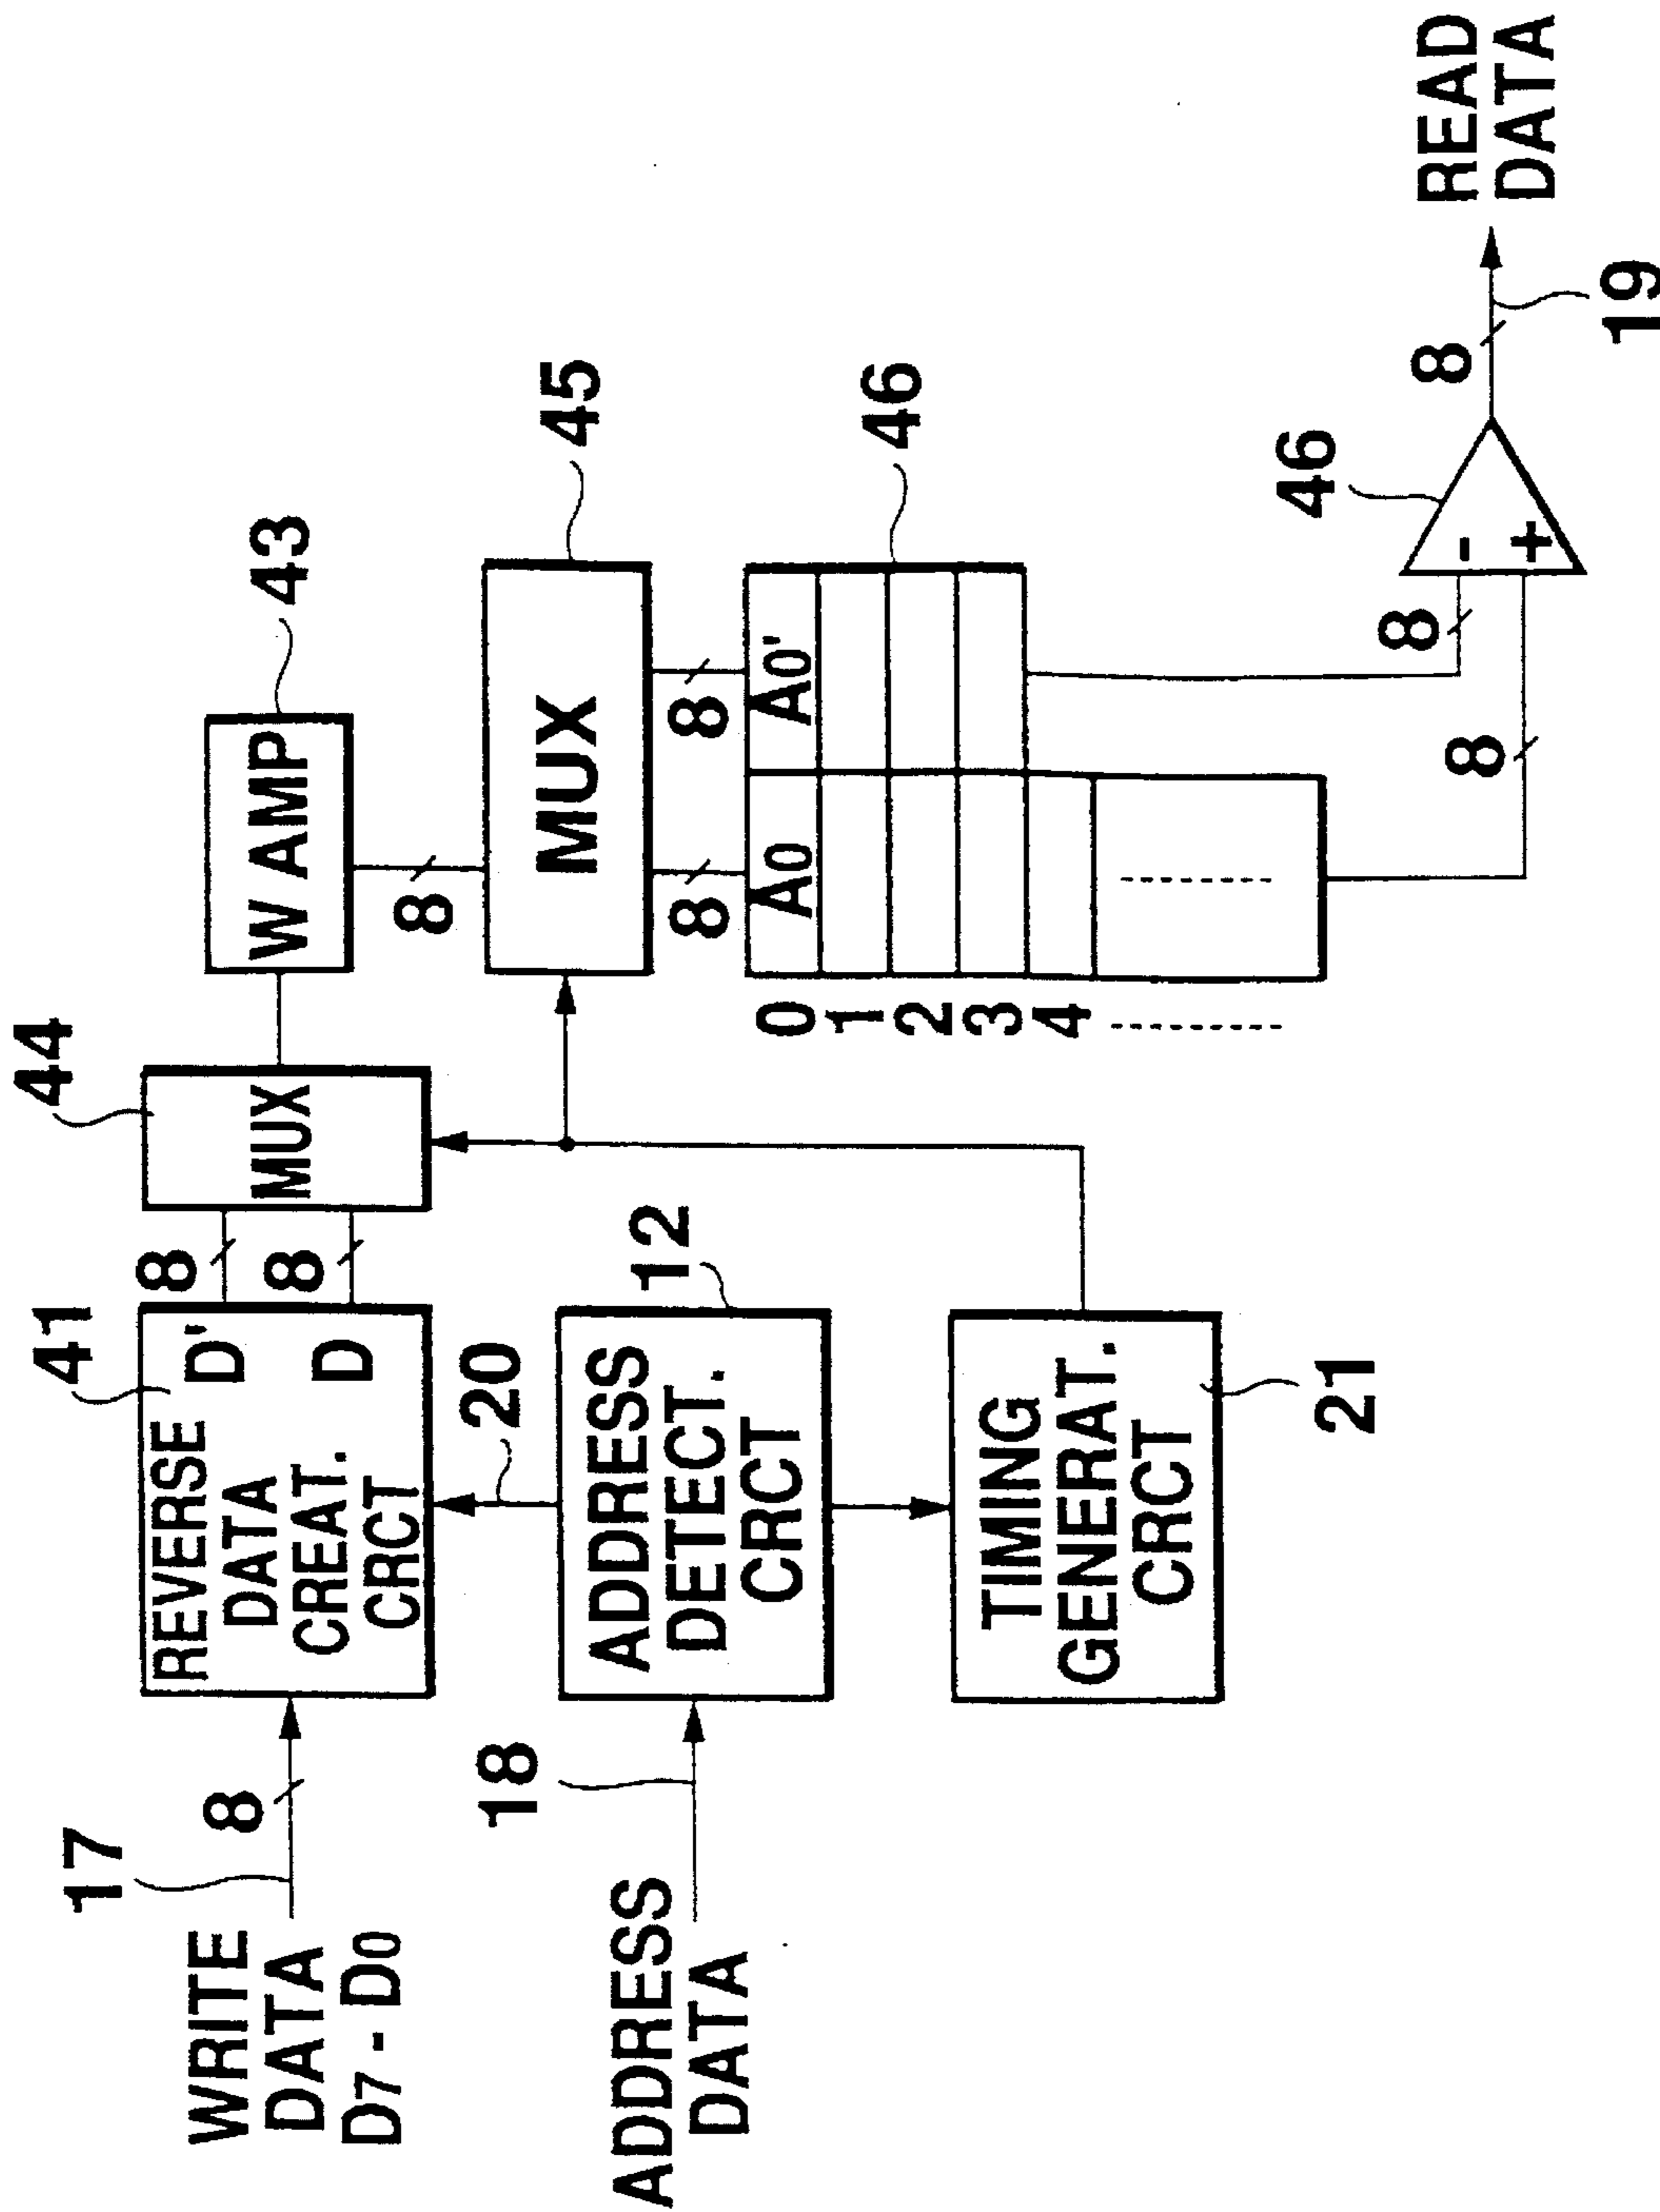 WRITE
DATA
D7-D0
17
8
REVERSE
DATA
CREAT.
CRCT
D'
D
41
8
8
MUX
44
W AMP
43
8
20
ADDRESS
DATA
18
ADDRESS
DETECT.
CRCT
12
TIMING
GENERAT.
CRCT
21
MUX
45
8
8
A0
A0'
46
0
1
2
3
4
8
8
-
+
46
8
19
READ
DATA